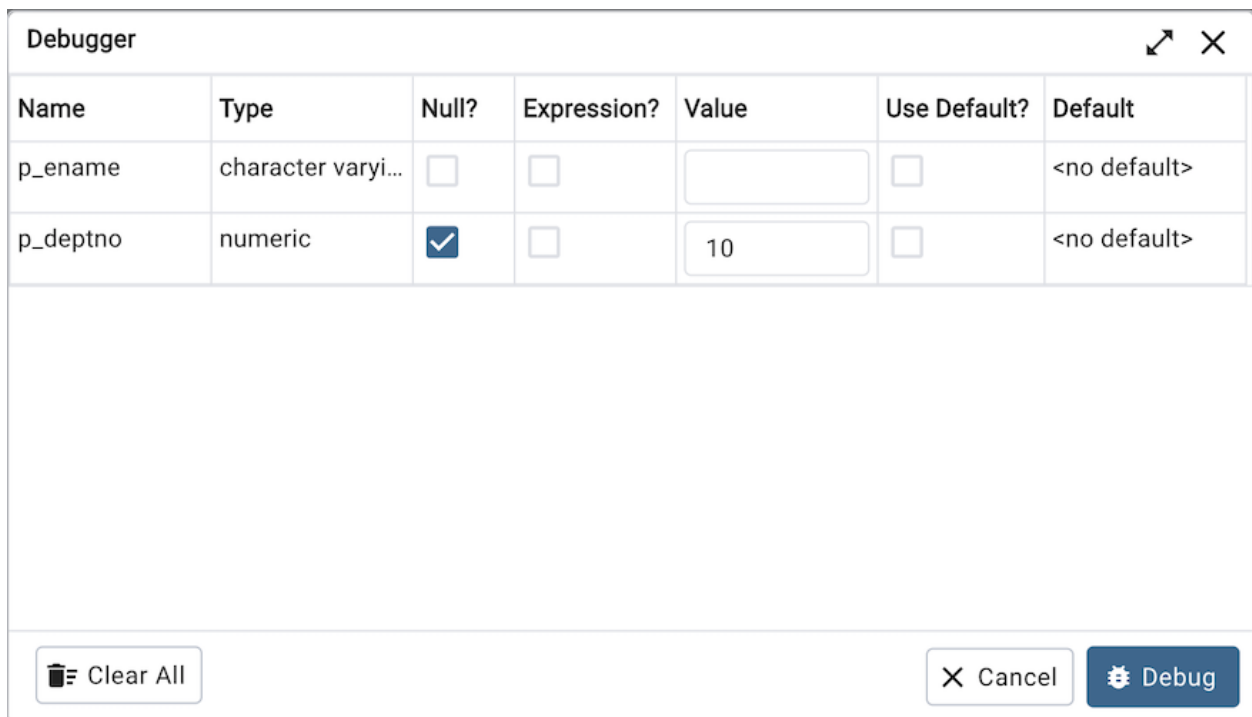 Debugger
Name Type Null? Expression? Value Use Default? Default
p_ename character varyi... <no default>
p_deptno numeric 10 <no default>
Clear All Cancel Debug